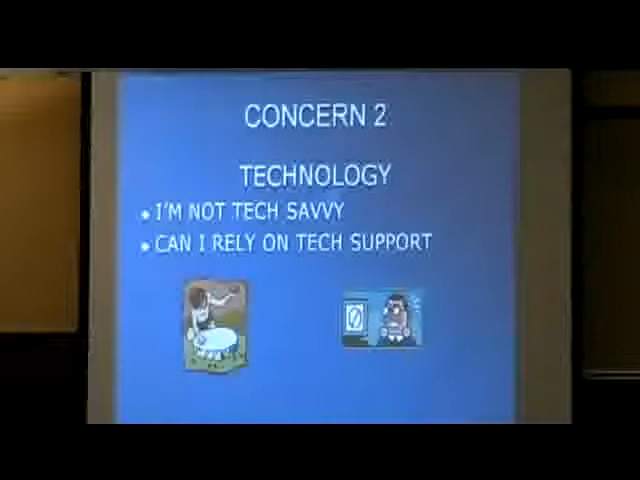 CONCERN 2
TECHNOLOGY
• I'M NOT TECH SAVVY
• CAN I RELY ON TECH SUPPORT